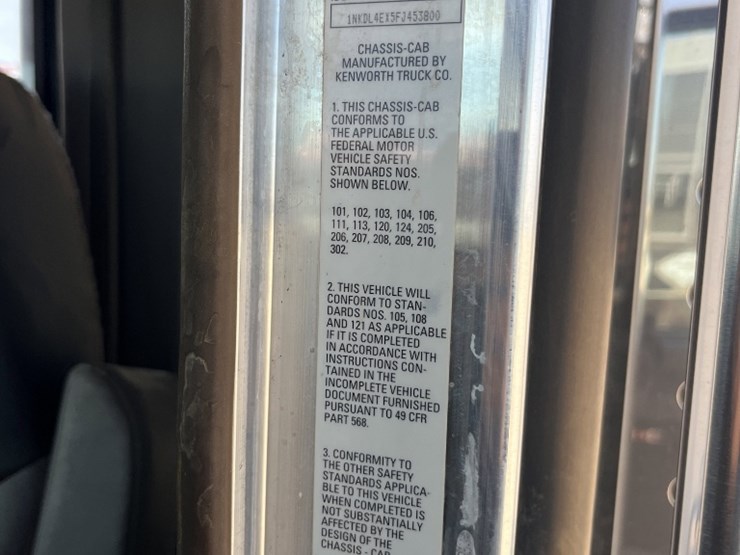 1NKDL4EX5FJ453800
CHASSIS-CAB
MANUFACTURED BY
KENWORTH TRUCK CO.
1. THIS CHASSIS-CAB
CONFORMS TO
THE APPLICABLE U.S.
FEDERAL MOTOR
VEHICLE SAFETY
STANDARDS NOS.
SHOWN BELOW.
101, 102, 103, 104, 106,
111, 113, 120, 124, 205,
206, 207, 208, 209, 210,
302.
2. THIS VEHICLE WILL
CONFORM TO STAN-
DARDS NOS. 105, 108
AND 121 AS APPLICABLE
IF IT IS COMPLETED
IN ACCORDANCE WITH
INSTRUCTIONS CON-
TAINED IN THE
INCOMPLETE VEHICLE
DOCUMENT FURNISHED
PURSUANT TO 49 CFR
PART 568.
3. CONFORMITY TO
THE OTHER SAFETY
STANDARDS APPLICA-
BLE TO THIS VEHICLE
WHEN COMPLETED IS
NOT SUBSTANTIALLY
AFFECTED BY THE
DESIGN OF THE
CHASSIS - CAB